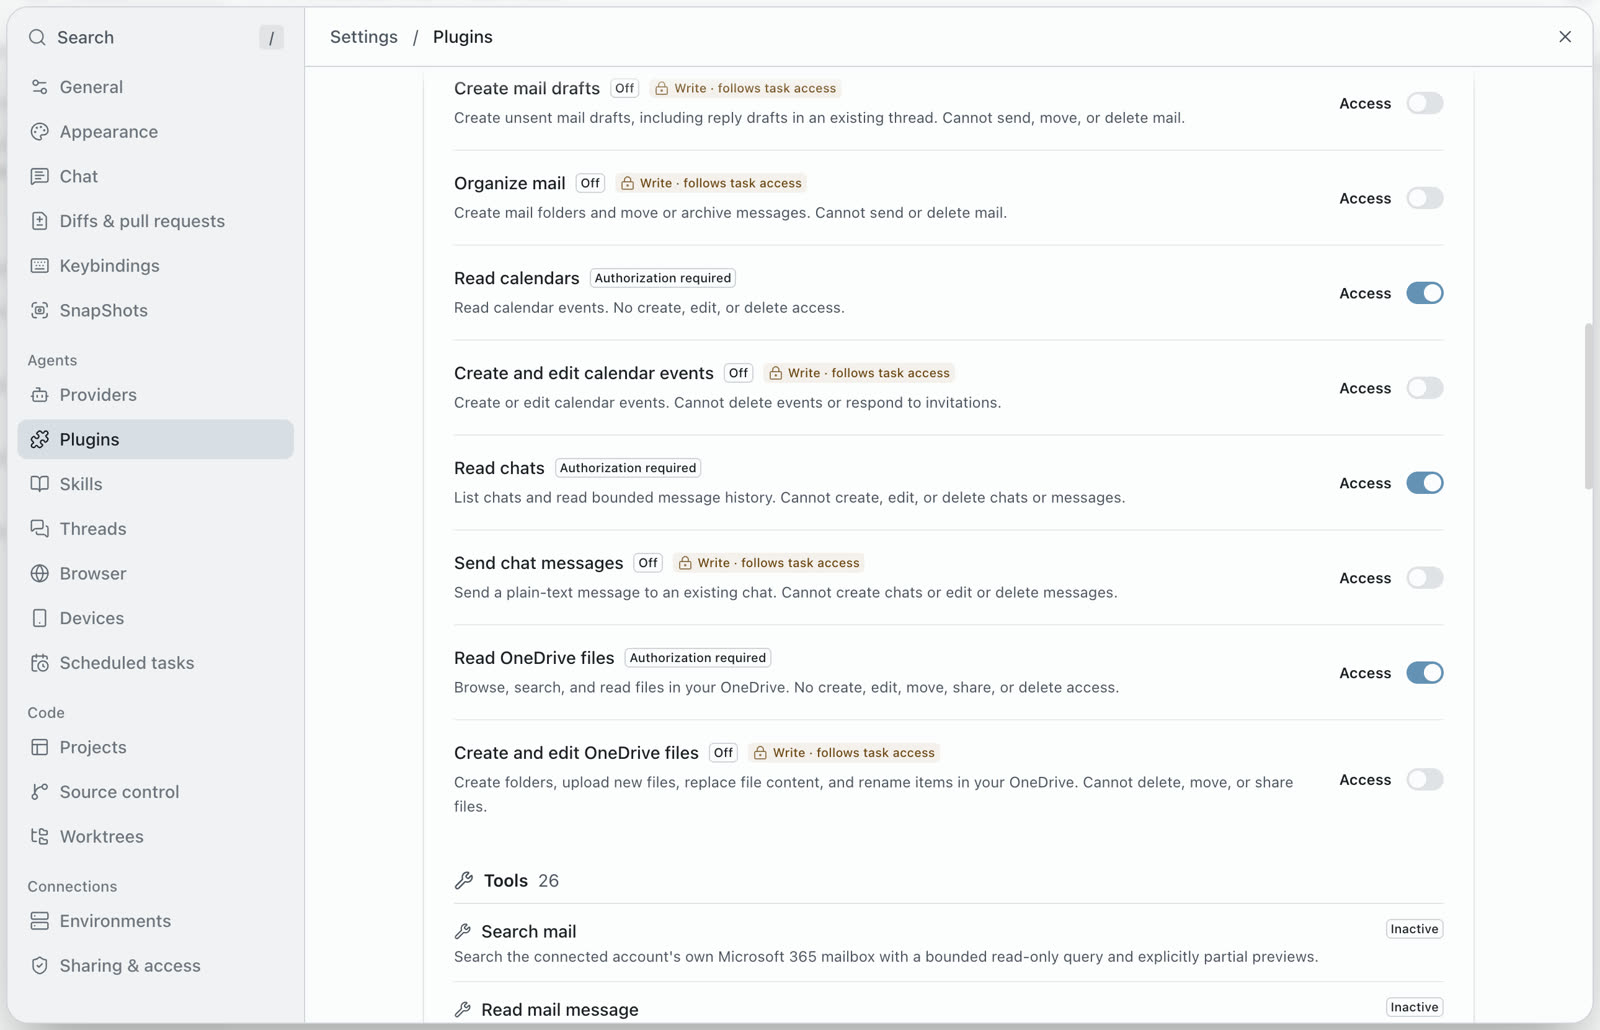 Search
/
General
Appearance
Chat
Diffs & pull requests
Keybindings
SnapShots
Agents
Providers
Plugins
Skills
Threads
Browser
Devices
Scheduled tasks
Code
Projects
Source control
Worktrees
Connections
Environments
Sharing & access
Settings / Plugins
Create mail drafts Off Write · follows task access
Create unsent mail drafts, including reply drafts in an existing thread. Cannot send, move, or delete mail.
Access
Organize mail Off Write · follows task access
Create mail folders and move or archive messages. Cannot send or delete mail.
Access
Read calendars Authorization required
Read calendar events. No create, edit, or delete access.
Access
Create and edit calendar events Off Write · follows task access
Create or edit calendar events. Cannot delete events or respond to invitations.
Access
Read chats Authorization required
List chats and read bounded message history. Cannot create, edit, or delete chats or messages.
Access
Send chat messages Off Write · follows task access
Send a plain-text message to an existing chat. Cannot create chats or edit or delete messages.
Access
Read OneDrive files Authorization required
Browse, search, and read files in your OneDrive. No create, edit, move, share, or delete access.
Access
Create and edit OneDrive files Off Write · follows task access
Create folders, upload new files, replace file content, and rename items in your OneDrive. Cannot delete, move, or share
files.
Access
Tools 26
Search mail
Inactive
Search the connected account's own Microsoft 365 mailbox with a bounded read-only query and explicitly partial previews.
Read mail message
Inactive